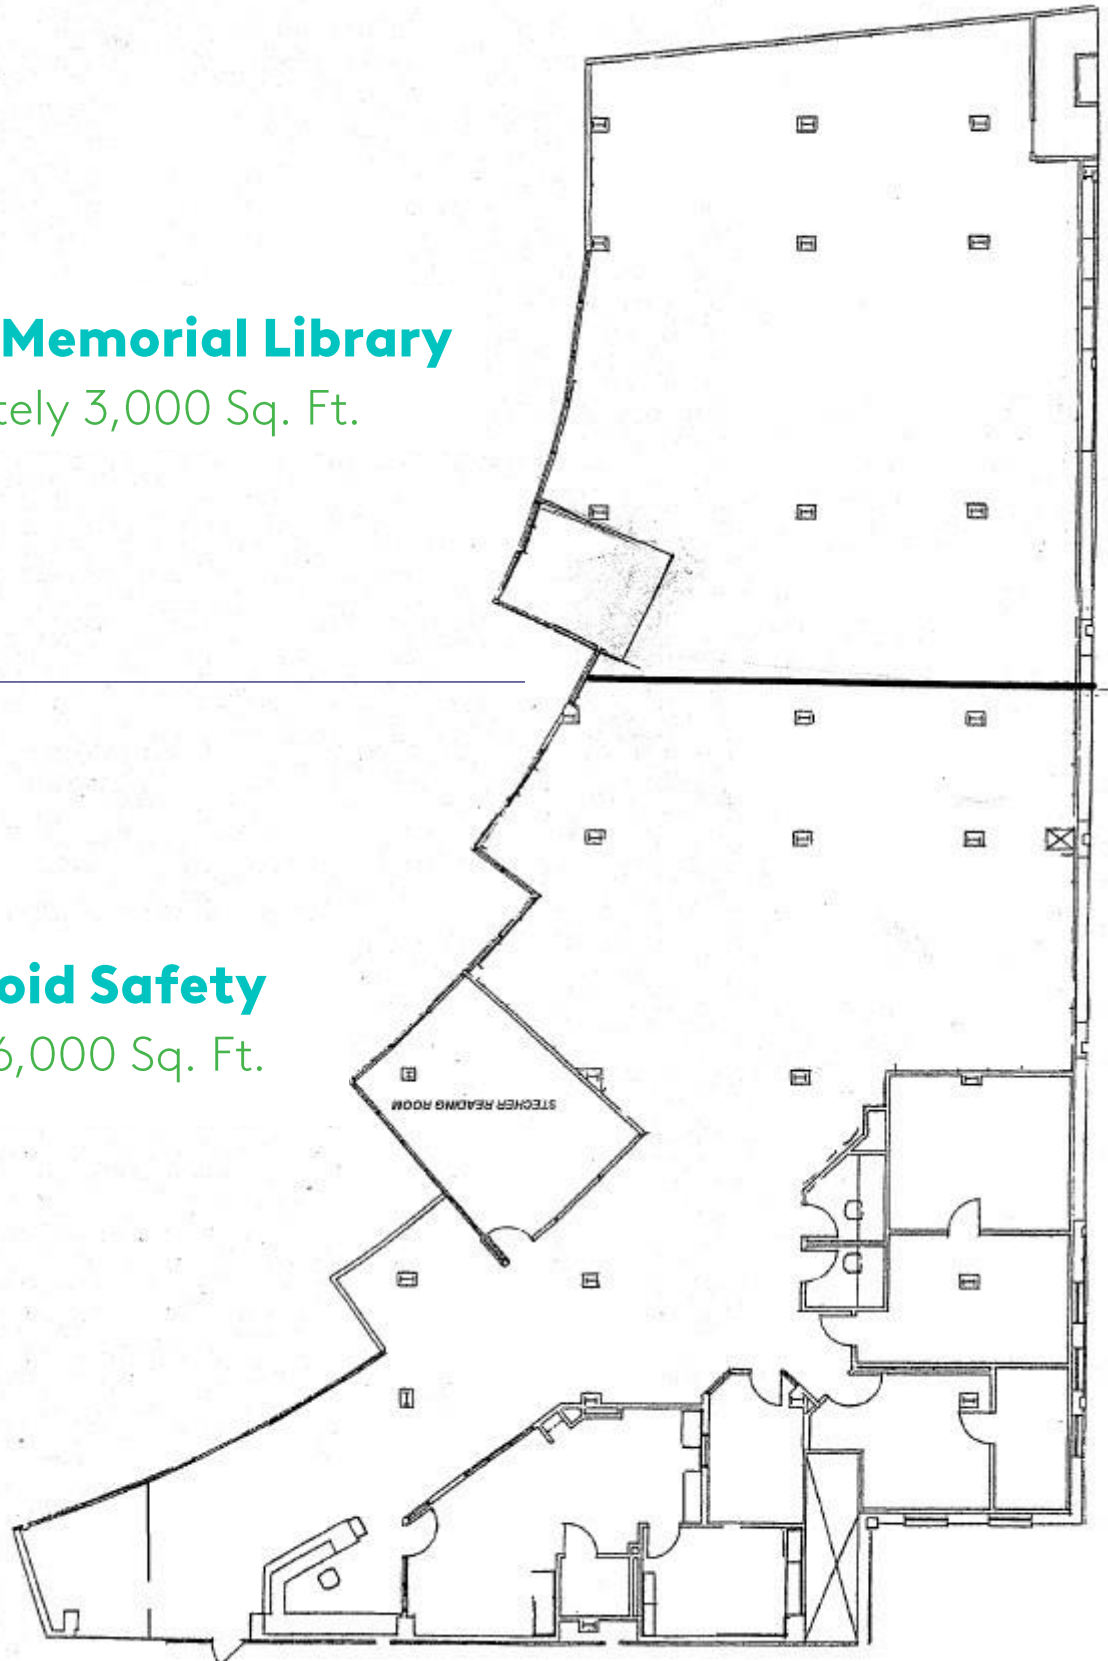 Memorial Library
tely 3,000 Sq. Ft.
oid Safety
6,000 Sq. Ft.
STECHER READING ROOM